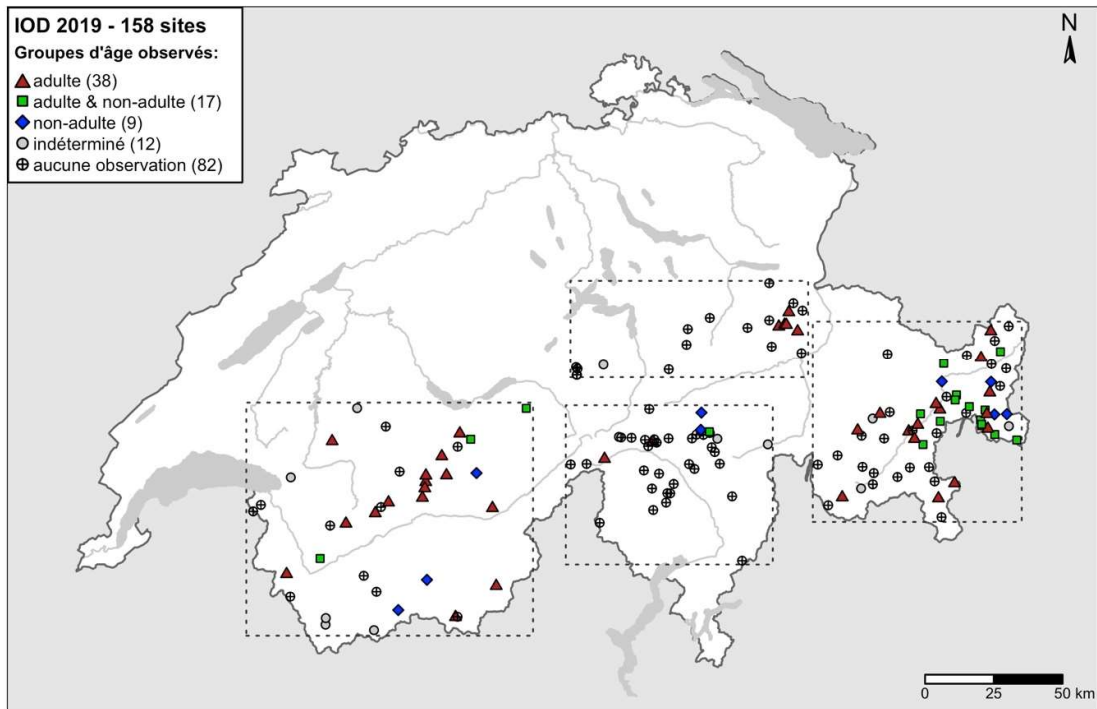 IOD 2019 - 158 sites
Groupes d'âge observés:
adulte (38)
adulte & non-adulte (17)
non-adulte (9)
indéterminé (12)
aucune observation (82)
N
0 25 50 km